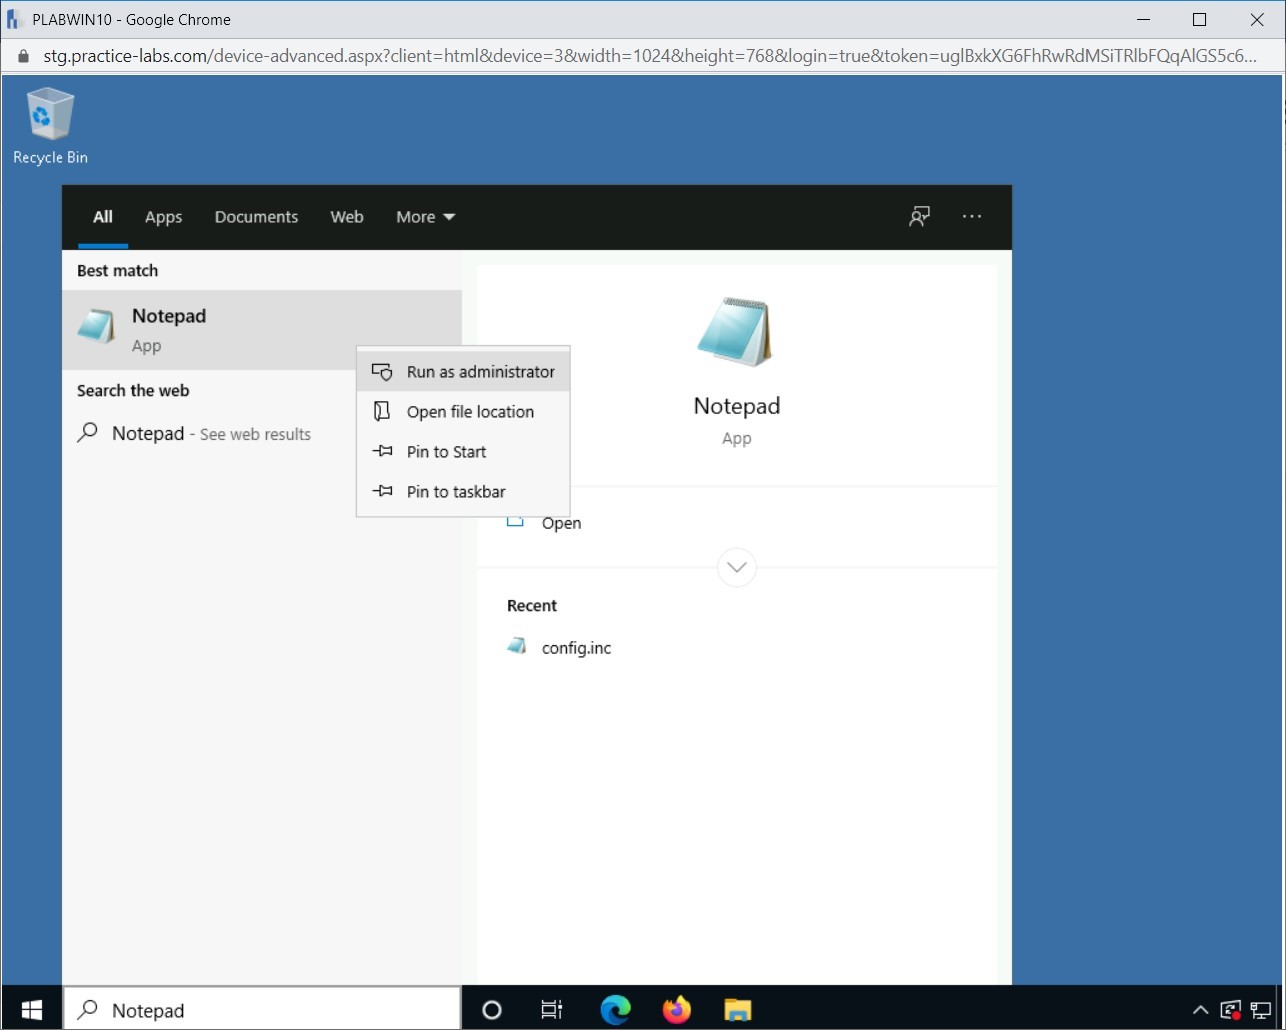 PLABWIN10 - Google Chrome
stg.practice-labs.com/device-advanced.aspx?client=html&device=3&width=1024&height=768&login=true&token=uglBxkXG6FhRwRdMSiTRlbFQqAlGS5c6...
Recycle Bin
All Apps Documents Web More
Best match
Notepad
App
Search the web
Notepad - See web results
Run as administrator
Open file location
Pin to Start
Pin to taskbar
Notepad
App
Open
Recent
config.inc
Notepad